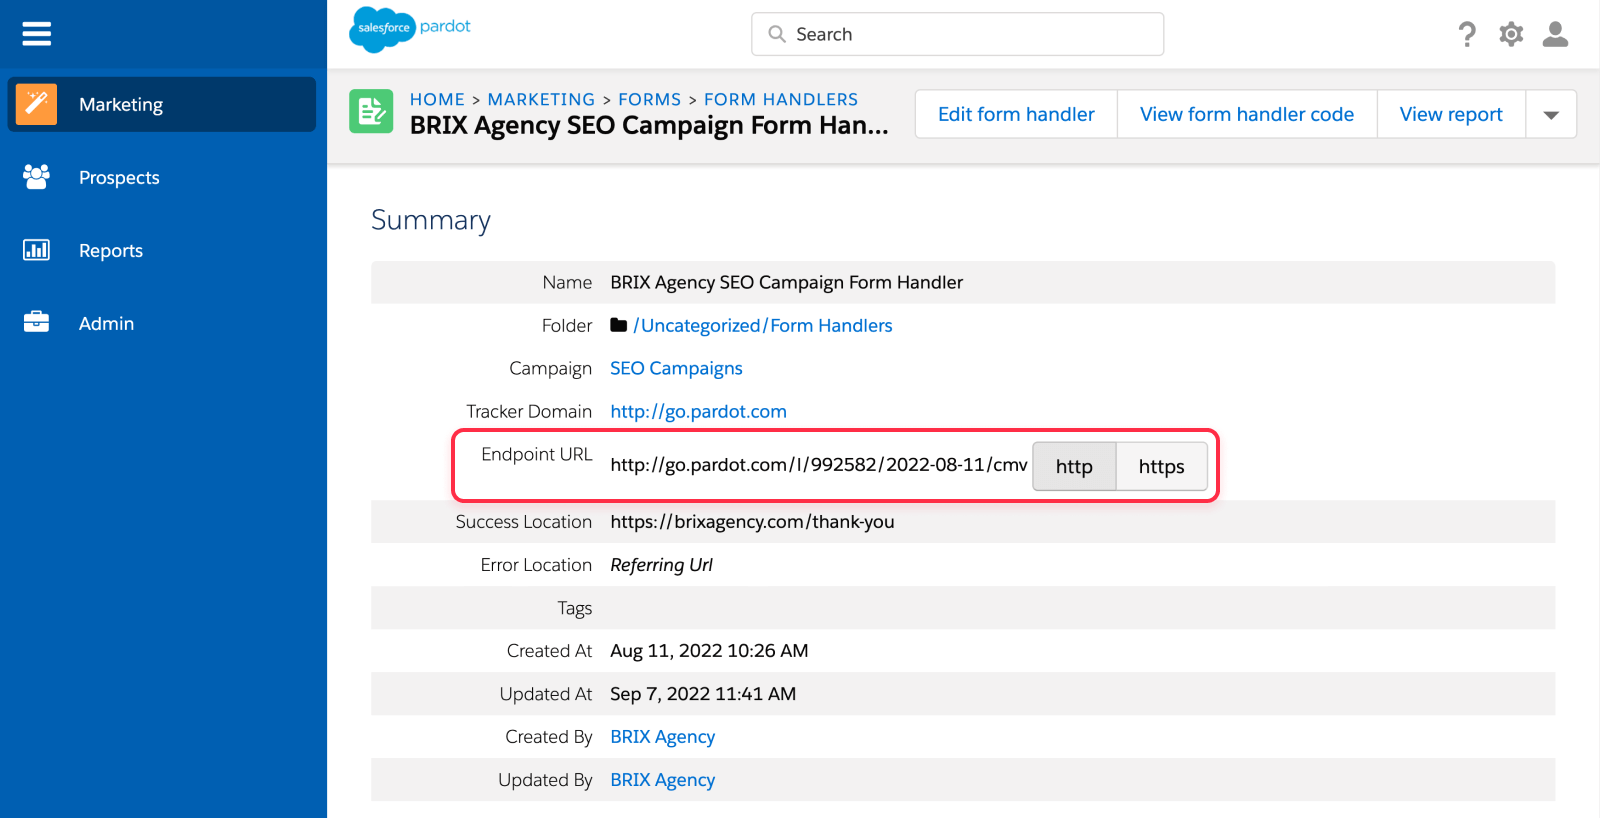 salesforce pardot
Search
?
Marketing
Prospects
Reports
Admin
HOME > MARKETING > FORMS > FORM HANDLERS
BRIX Agency SEO Campaign Form Han...
Edit form handler
View form handler code
View report
Summary
Name BRIX Agency SEO Campaign Form Handler
Folder /Uncategorized/Form Handlers
Campaign SEO Campaigns
Tracker Domain http://go.pardot.com
Endpoint URL http://go.pardot.com/l/992582/2022-08-11/cmv http https
Success Location https://brixagency.com/thank-you
Error Location Referring Url
Tags
Created At Aug 11, 2022 10:26 AM
Updated At Sep 7, 2022 11:41 AM
Created By BRIX Agency
Updated By BRIX Agency